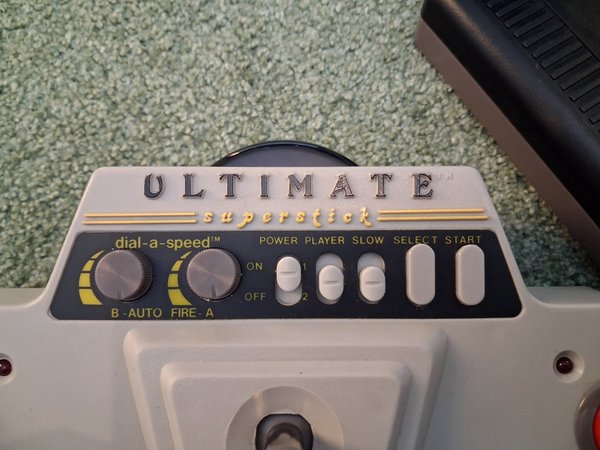 ULTIMATE™
superstick
dial-a-speed™ POWER PLAYER SLOW SELECT START
ON 1
OFF 2
B-AUTO FIRE-A